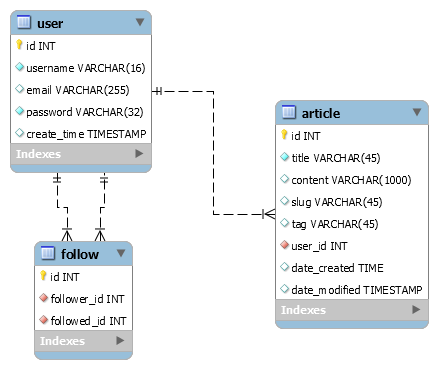 user
id INT
username VARCHAR(16)
email VARCHAR(255)
password VARCHAR(32)
create_time TIMESTAMP
Indexes
article
id INT
title VARCHAR(45)
content VARCHAR(1000)
slug VARCHAR(45)
tag VARCHAR(45)
user_id INT
date_created TIME
date_modified TIMESTAMP
Indexes
follow
id INT
follower_id INT
followed_id INT
Indexes